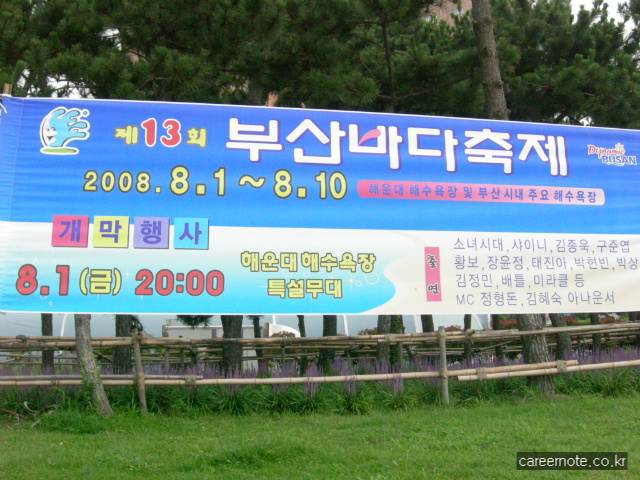 제13회 부산바다축제
Dynamic BUSAN
2008. 8.1~8.10 해운대 해수욕장 및 부산시내 주요 해수욕장
개막행사
8.1(금) 20:00
해운대해수욕장
특설무대
출연
소녀시대, 샤이니, 김종욱, 구준엽
황보, 장윤정, 태진아, 박현빈, 박상
김정민, 배틀, 미라클 등
MC 정형돈, 김혜숙 아나운서
careernote.co.kr